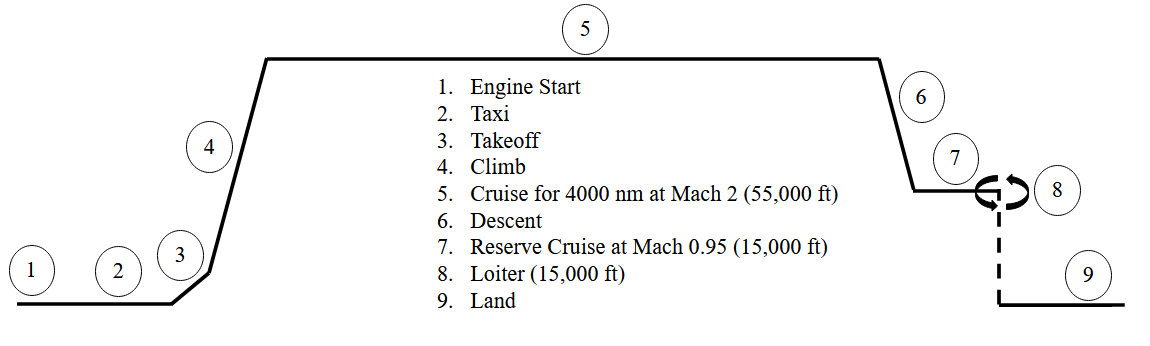 5
1. Engine Start
2. Taxi
3. Takeoff
4. Climb
5. Cruise for 4000 nm at Mach 2 (55,000 ft)
6. Descent
7. Reserve Cruise at Mach 0.95 (15,000 ft)
8. Loiter (15,000 ft)
9. Land
6
4
7
8
3
1
2
9